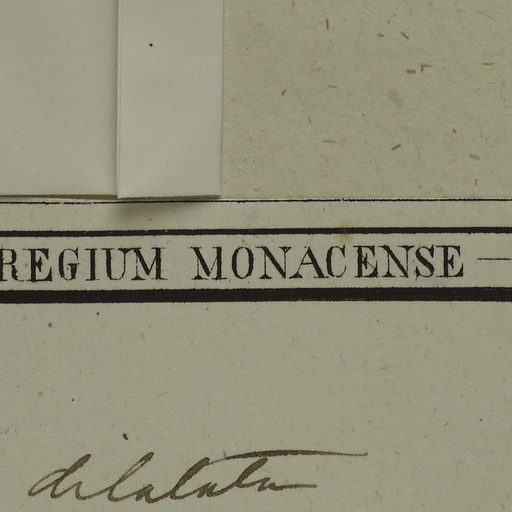 REGIUM MONACENSE —
dilatata